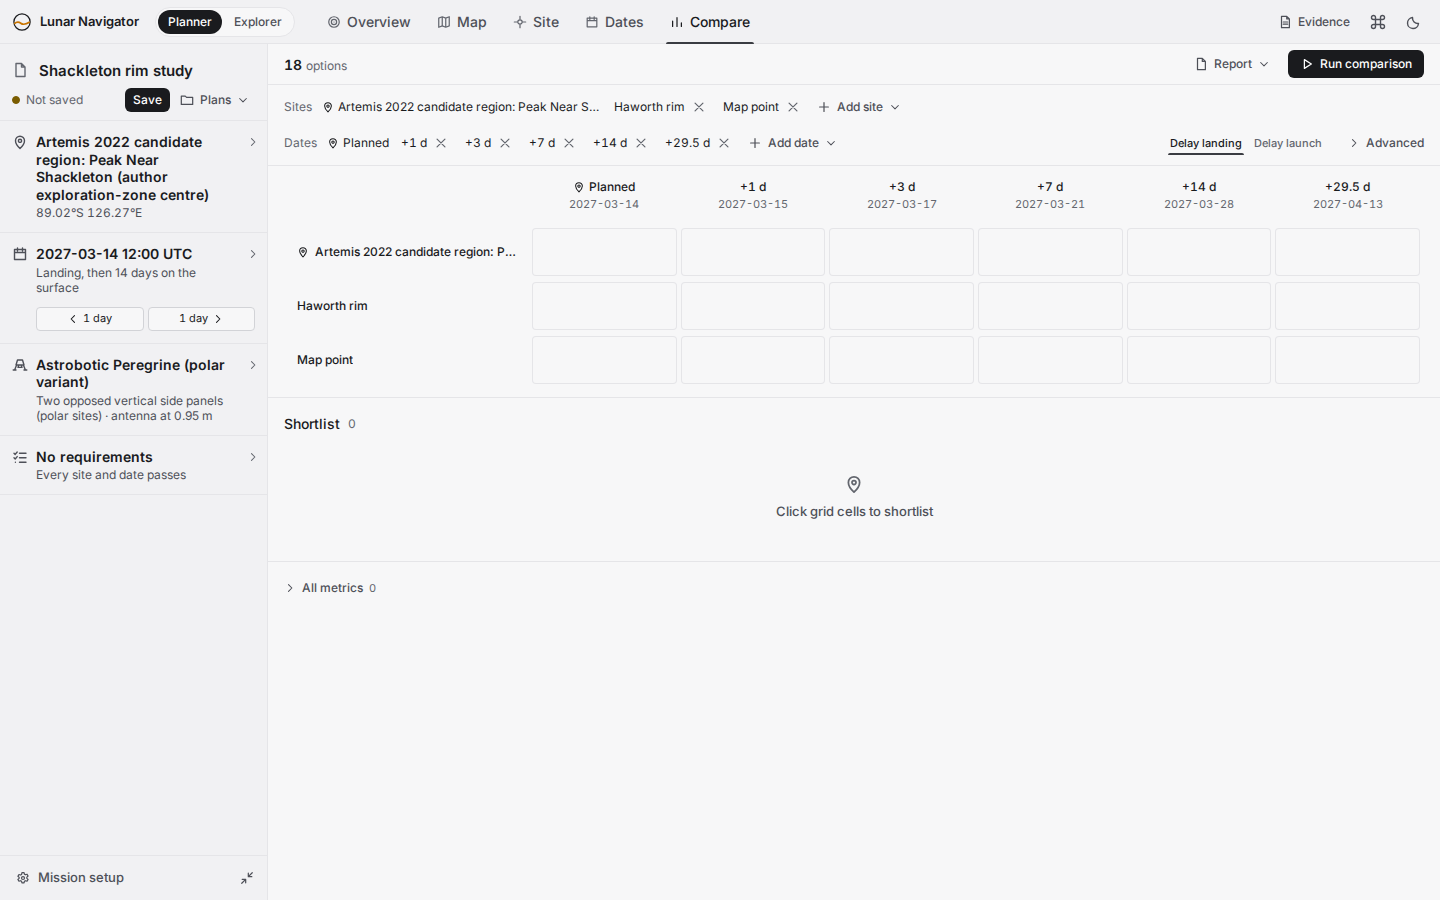 Lunar Navigator
Planner
Explorer
Overview
Map
Site
Dates
Compare
Evidence
Shackleton rim study
Not saved
Save
Plans
Artemis 2022 candidate
region: Peak Near
Shackleton (author
exploration-zone centre)
89.02°S 126.27°E
2027-03-14 12:00 UTC
Landing, then 14 days on the
surface
1 day
1 day
Astrobotic Peregrine (polar
variant)
Two opposed vertical side panels
(polar sites) · antenna at 0.95 m
No requirements
Every site and date passes
Mission setup
18 options
Report
Run comparison
Sites
Artemis 2022 candidate region: Peak Near S...
Haworth rim
Map point
Add site
Dates
Planned
+1 d
+3 d
+7 d
+14 d
+29.5 d
Add date
Delay landing
Delay launch
Advanced
Planned
+1 d
+3 d
+7 d
+14 d
+29.5 d
2027-03-14
2027-03-15
2027-03-17
2027-03-21
2027-03-28
2027-04-13
Artemis 2022 candidate region: P...
Haworth rim
Map point
Shortlist 0
Click grid cells to shortlist
All metrics 0